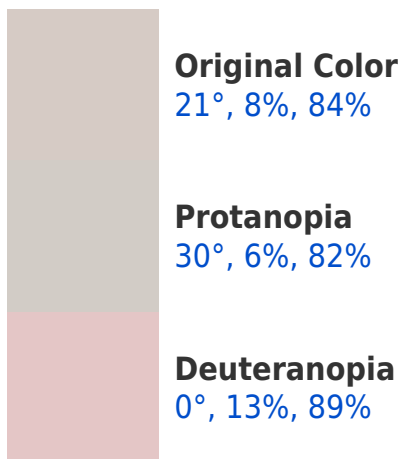 Original Color
21°, 8%, 84%
Protanopia
30°, 6%, 82%
Deuteranopia
0°, 13%, 89%